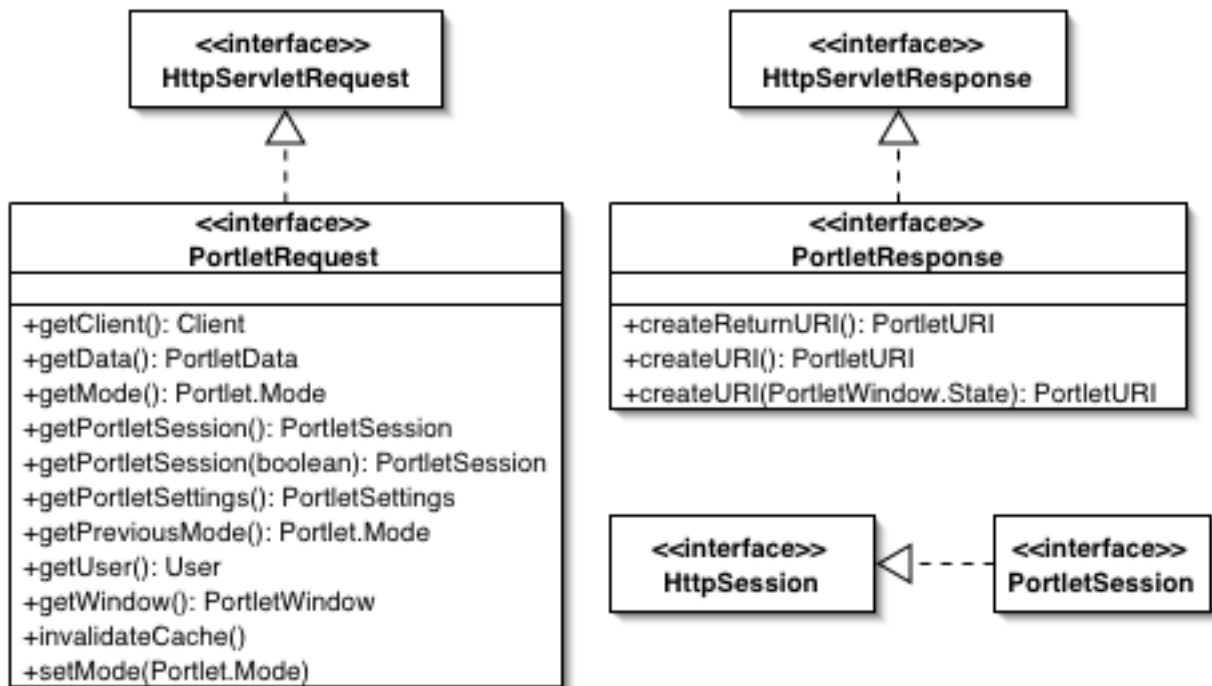 <<interface>>
HttpServletRequest
<<interface>>
HttpServletResponse
<<interface>>
PortletRequest
+getClient(): Client
+getData(): PortletData
+getMode(): Portlet.Mode
+getPortletSession(): PortletSession
+getPortletSession(boolean): PortletSession
+getPortletSettings(): PortletSettings
+getPreviousMode(): Portlet.Mode
+getUser(): User
+getWindow(): PortletWindow
+invalidateCache()
+setMode(Portlet.Mode)
<<interface>>
PortletResponse
+createReturnURI(): PortletURI
+createURI(): PortletURI
+createURI(PortletWindow.State): PortletURI
<<interface>>
HttpSession
<<interface>>
PortletSession